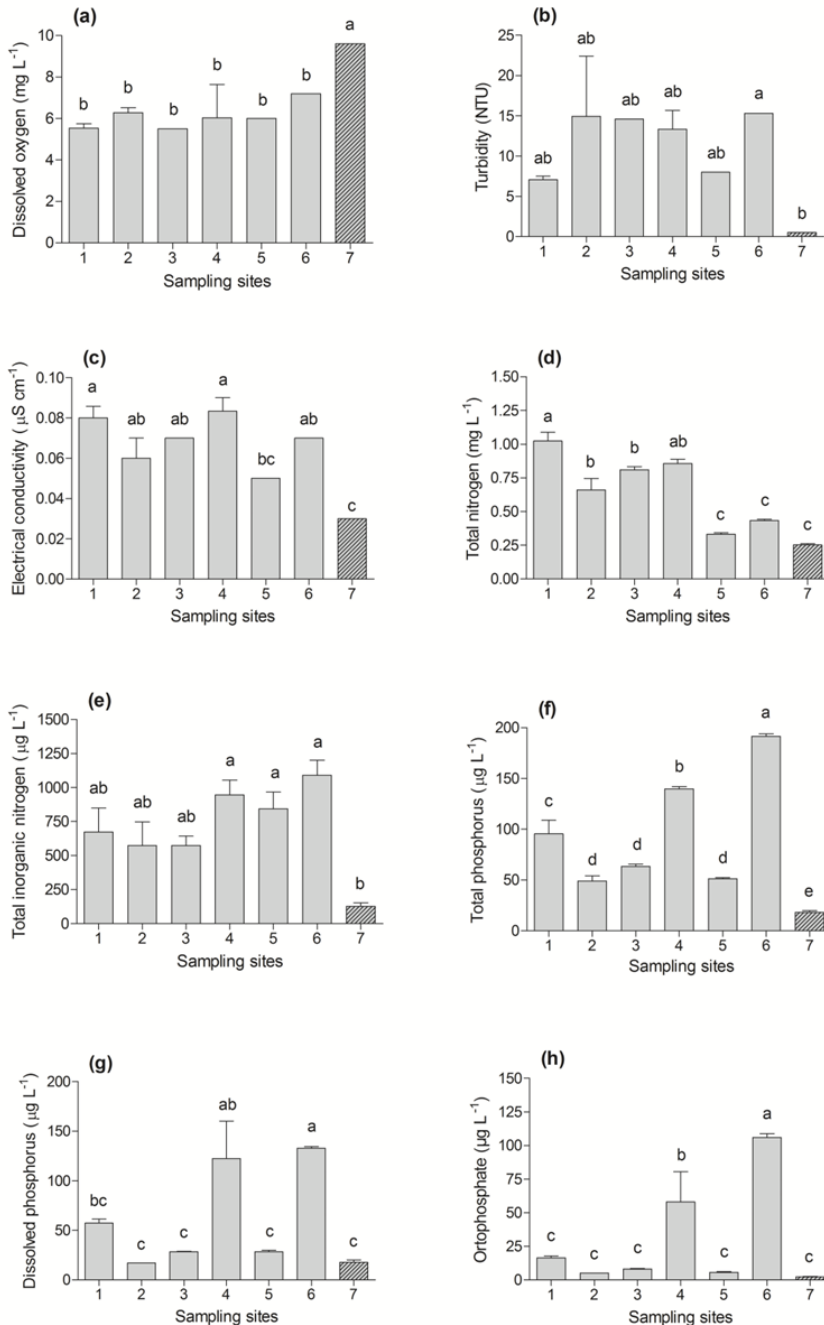 (a)
Dissolved oxygen (mg L⁻¹)
10
8
6
4
2
0
b b b b b b a
1 2 3 4 5 6 7
Sampling sites
(b)
Turbidity (NTU)
25
20
15
10
5
0
ab ab ab ab ab a b
1 2 3 4 5 6 7
Sampling sites
(c)
Electrical conductivity ( µS cm⁻¹)
0.10
0.08
0.06
0.04
0.02
0.00
a ab ab a bc ab c
1 2 3 4 5 6 7
Sampling sites
(d)
Total nitrogen (mg L⁻¹)
1.50
1.25
1.00
0.75
0.50
0.25
0.00
a b b ab c c c
1 2 3 4 5 6 7
Sampling sites
(e)
Total inorganic nitrogen (µg L⁻¹)
1500
1250
1000
750
500
250
0
ab ab ab a a a b
1 2 3 4 5 6 7
Sampling sites
(f)
Total phosphorus (µg L⁻¹)
200
150
100
50
0
c d d b d a e
1 2 3 4 5 6 7
Sampling sites
(g)
Dissolved phosphorus (µg L⁻¹)
200
150
100
50
0
bc c c ab c a c
1 2 3 4 5 6 7
Sampling sites
(h)
Ortophosphate (µg L⁻¹)
150
125
100
75
50
25
0
c c c b c a c
1 2 3 4 5 6 7
Sampling sites